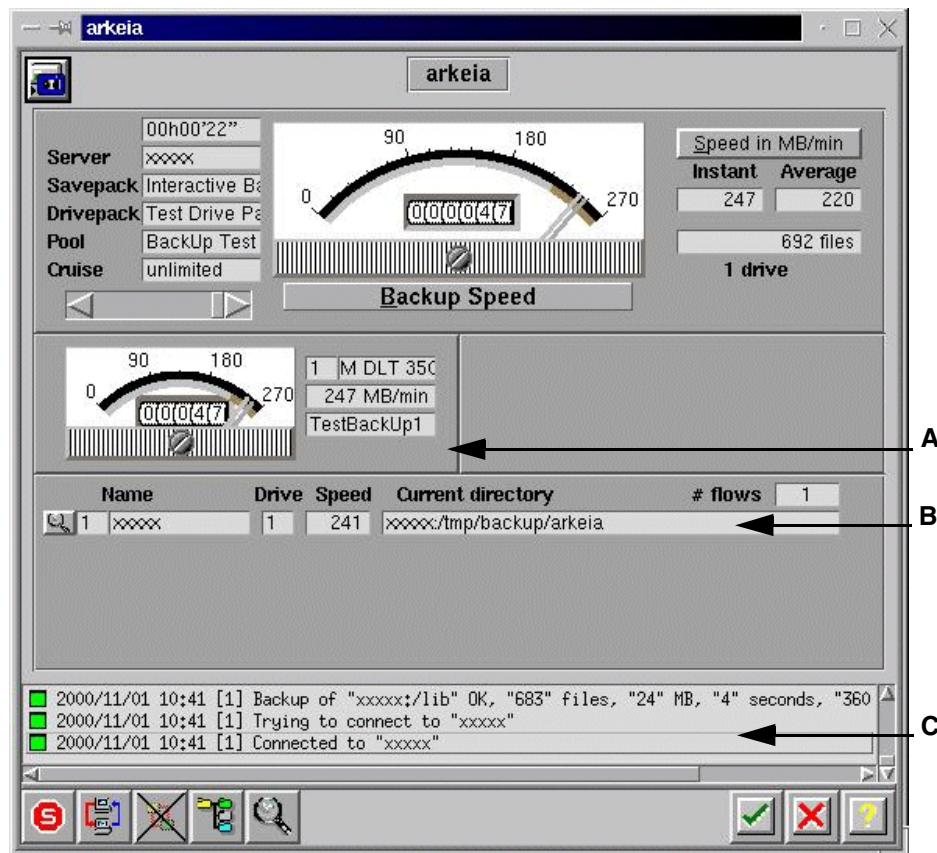 arkeia
arkeia
00h00'22"
Server xxxxx
Savepack Interactive Ba
Drivepack Test Drive Pa
Pool BackUp Test
Cruise unlimited
0 90 180 270
000047
Backup Speed
Speed in MB/min
Instant Average
247 220
692 files
1 drive
0 90 180 270
00047
1 M DLT 350
247 MB/min
TestBackUp1
A
Name Drive Speed Current directory # flows 1
1 xxxxx 1 241 xxxxx:/tmp/backup/arkeia
B
2000/11/01 10:41 [1] Backup of "xxxxx:/lib" OK, "683" files, "24" MB, "4" seconds, "360
2000/11/01 10:41 [1] Trying to connect to "xxxxx"
2000/11/01 10:41 [1] Connected to "xxxxx"
C
S
?